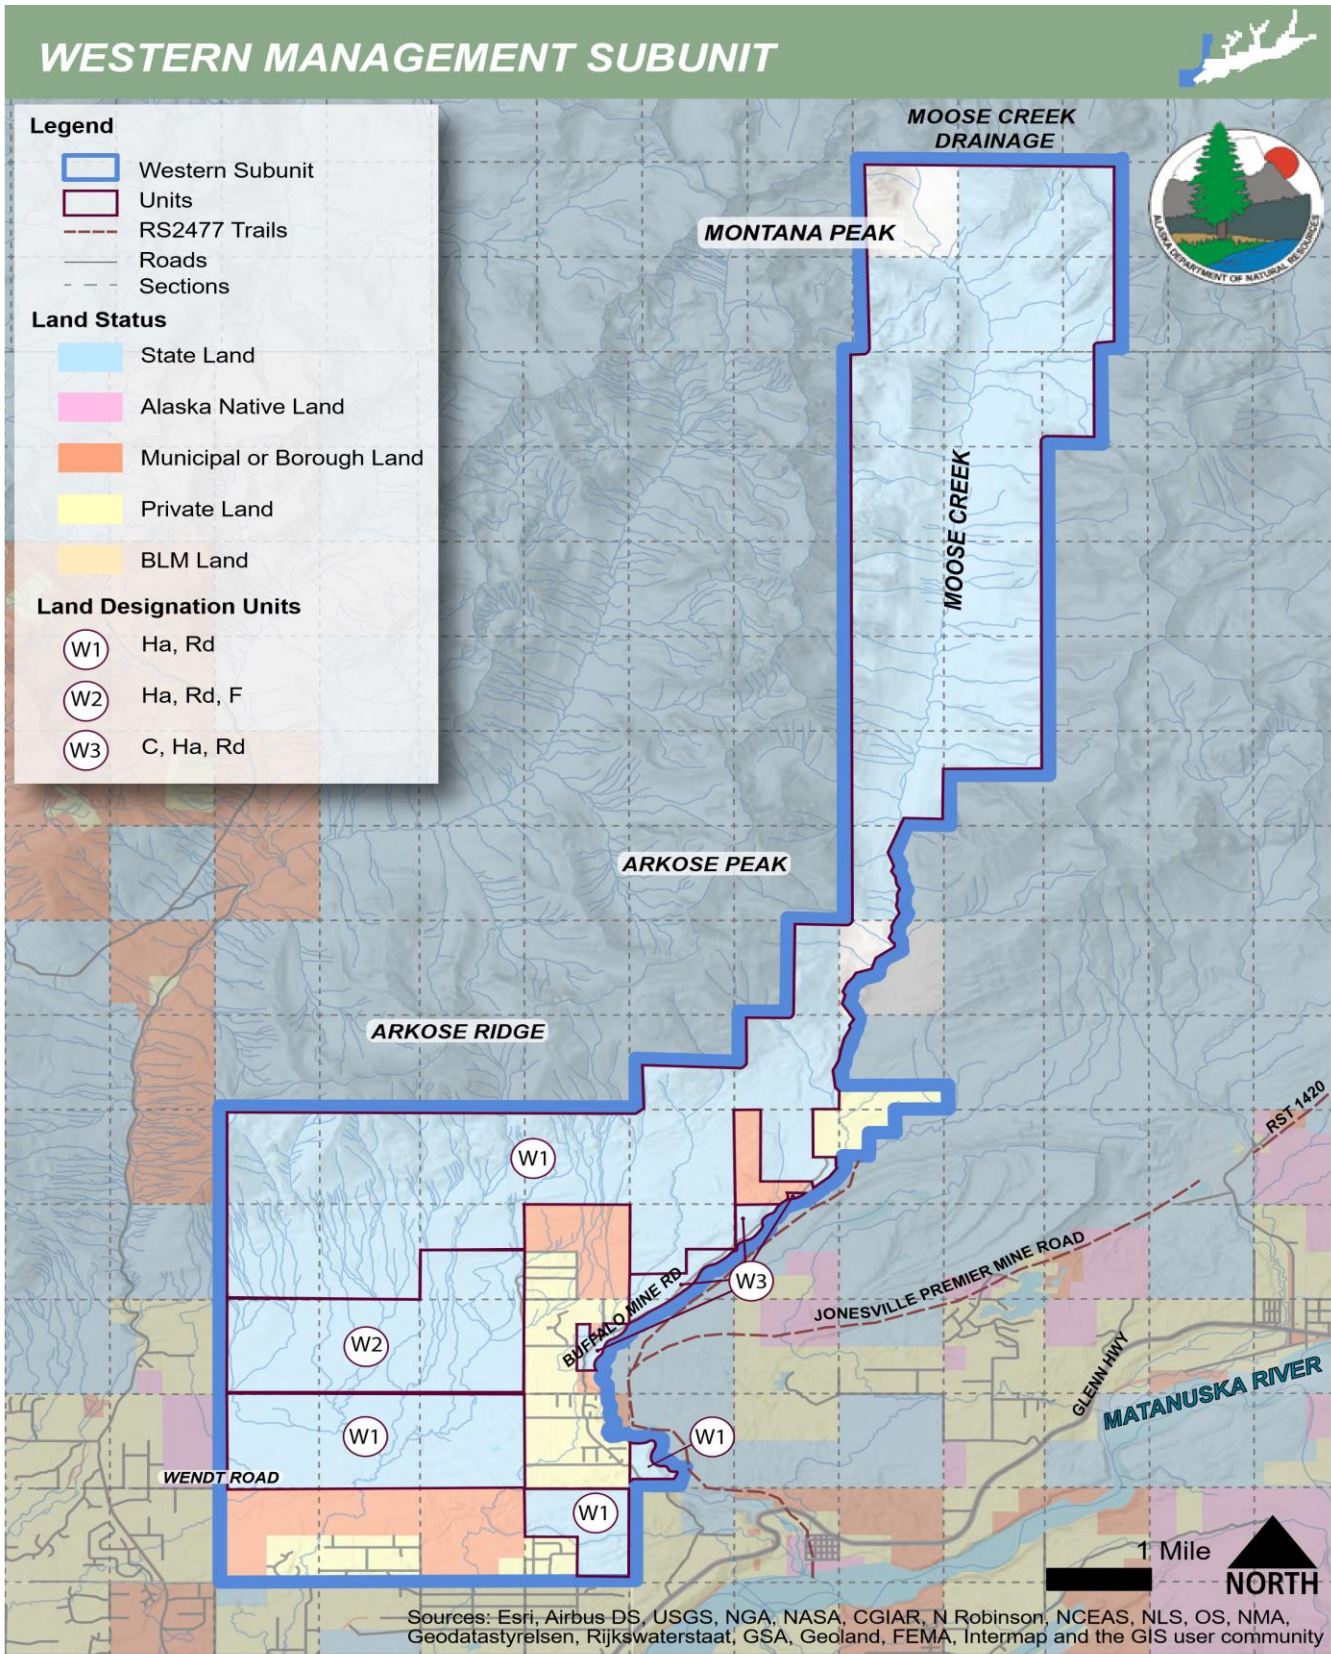 WESTERN MANAGEMENT SUBUNIT
Legend
Western Subunit
Units
RS2477 Trails
Roads
Sections
Land Status
State Land
Alaska Native Land
Municipal or Borough Land
Private Land
BLM Land
Land Designation Units
W1 Ha, Rd
W2 Ha, Rd, F
W3 C, Ha, Rd
MOOSE CREEK
DRAINAGE
ALASKA DEPARTMENT OF NATURAL RESOURCES
MONTANA PEAK
MOOSE CREEK
ARKOSE PEAK
ARKOSE RIDGE
RST 1420
W1
W3
JONESVILLE PREMIER MINE ROAD
BUFFALO MINE RD
W2
GLENN HWY
MATANUSKA RIVER
W1
W1
WENDT ROAD
W1
1 Mile
NORTH
Sources: Esri, Airbus DS, USGS, NGA, NASA, CGIAR, N Robinson, NCEAS, NLS, OS, NMA,
Geodatastyrelsen, Rijkswaterstaat, GSA, Geoland, FEMA, Intermap and the GIS user community